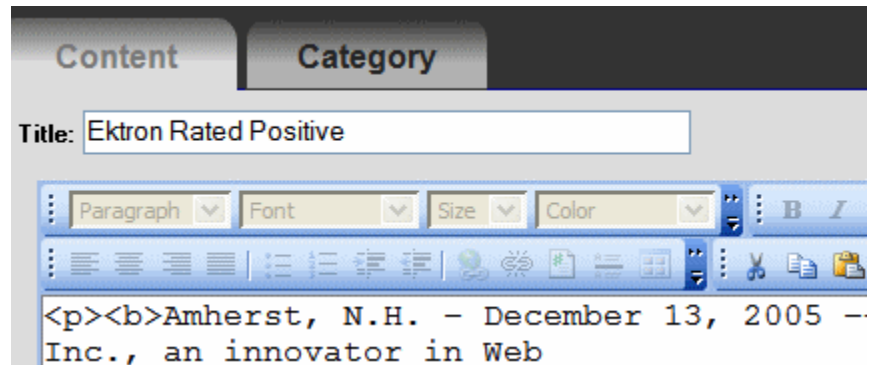 Content Category
Title: Ektron Rated Positive
Paragraph Font Size Color B I
<p><b>Amherst, N.H. – December 13, 2005 –-
Inc., an innovator in Web